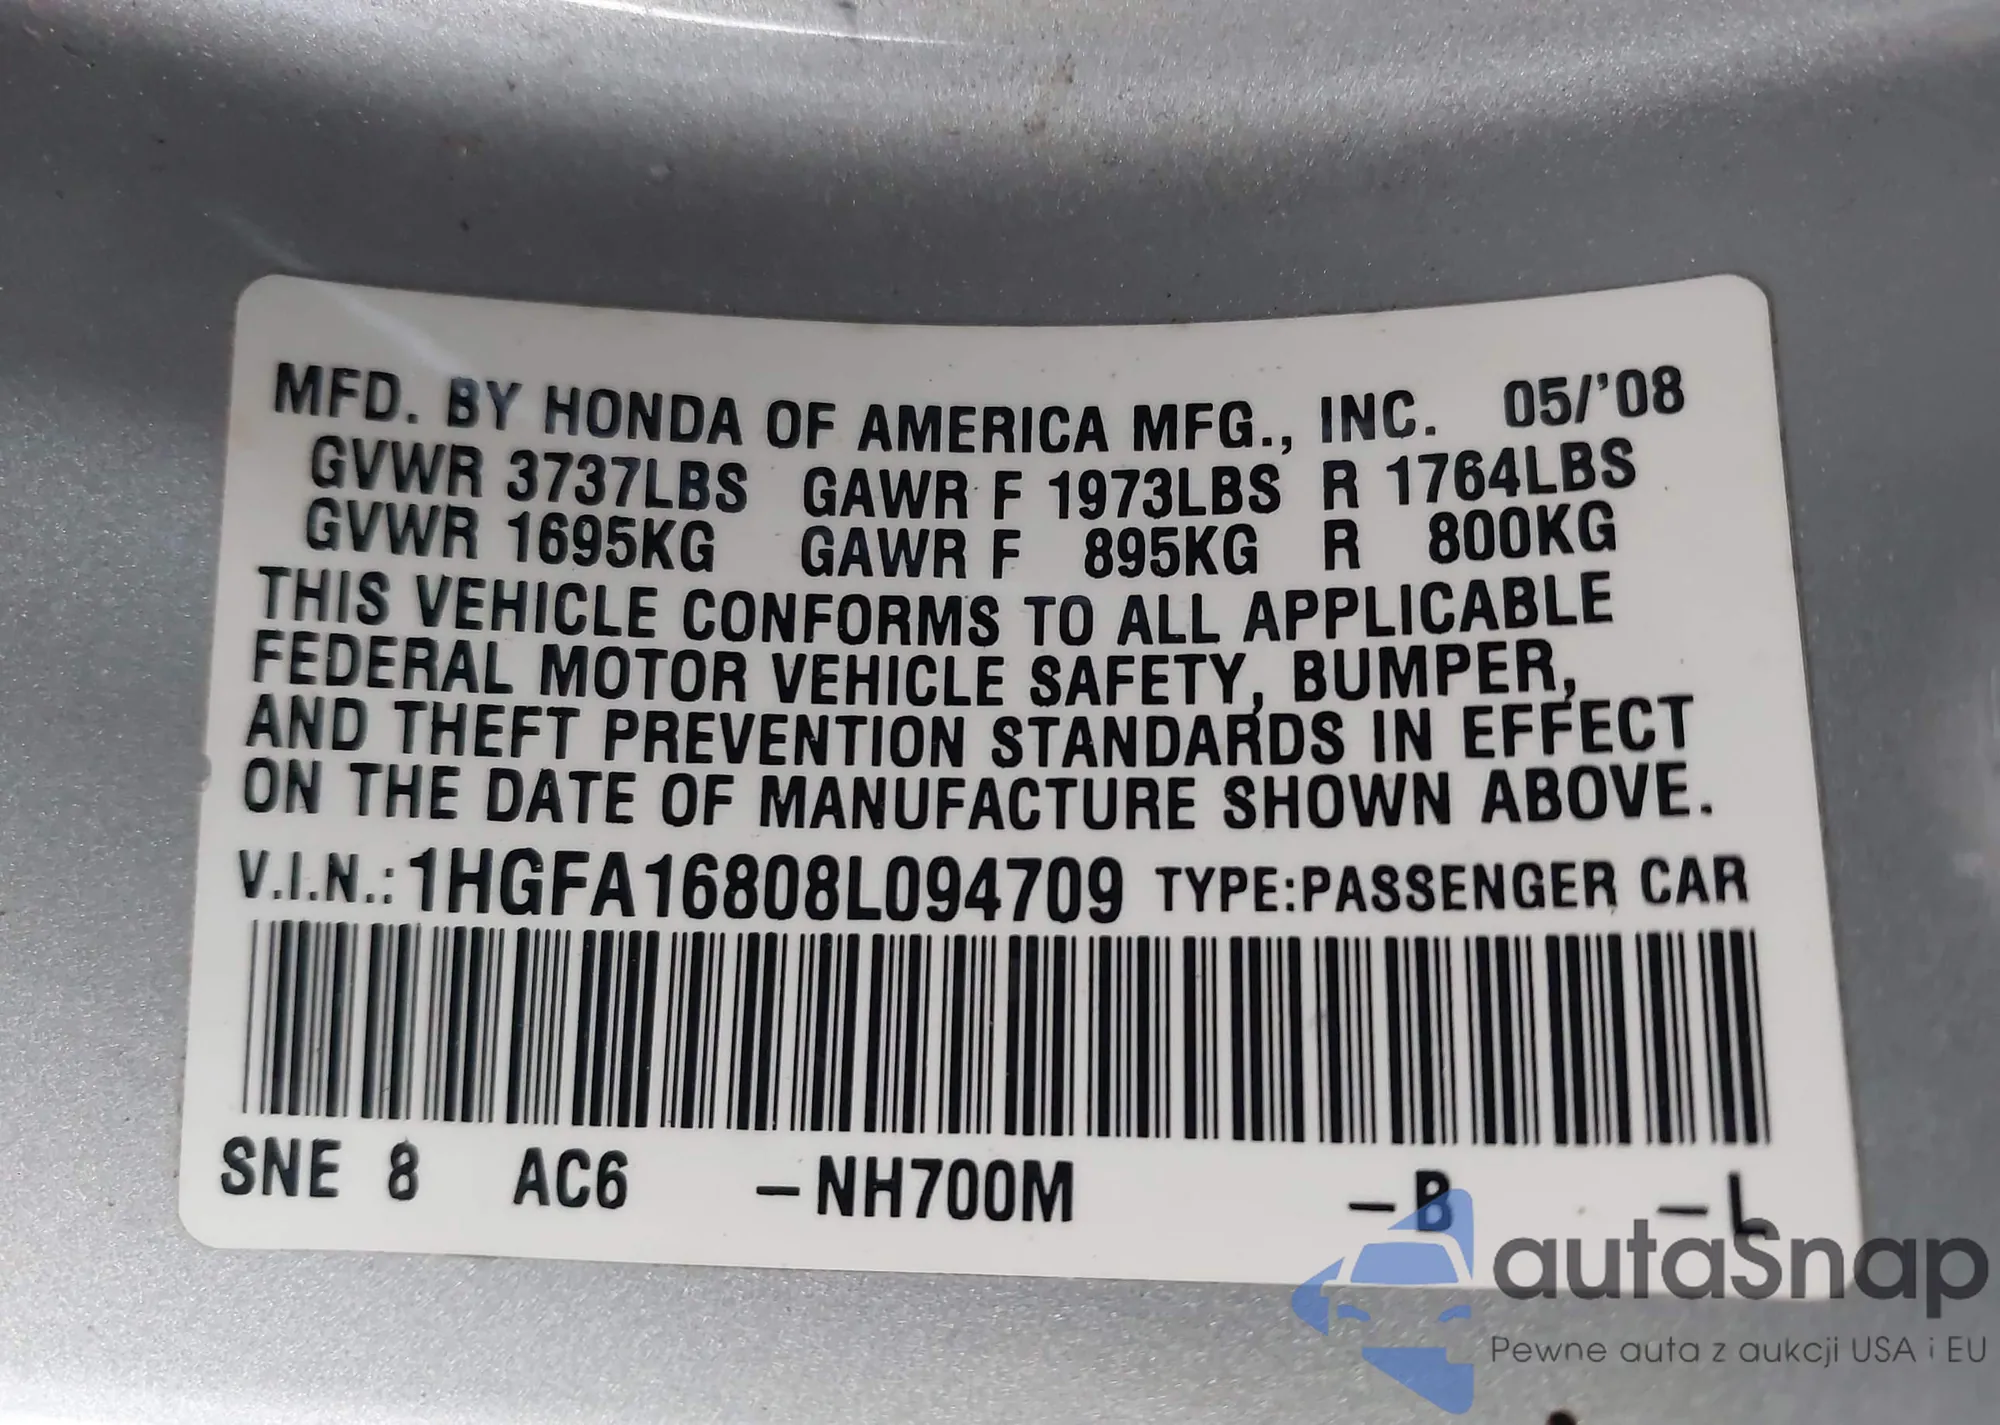 MFD. BY HONDA OF AMERICA MFG., INC. 05/'08
GVWR 3737LBS GAWR F 1973LBS R 1764LBS
GVWR 1695KG GAWR F 895KG R 800KG
THIS VEHICLE CONFORMS TO ALL APPLICABLE
FEDERAL MOTOR VEHICLE SAFETY, BUMPER,
AND THEFT PREVENTION STANDARDS IN EFFECT
ON THE DATE OF MANUFACTURE SHOWN ABOVE.
V.I.N.: 1HGFA16808L094709 TYPE:PASSENGER CAR
SNE 8 AC6 –NH700M –B –L
autaSnap
Pewne auta z aukcji USA i EU